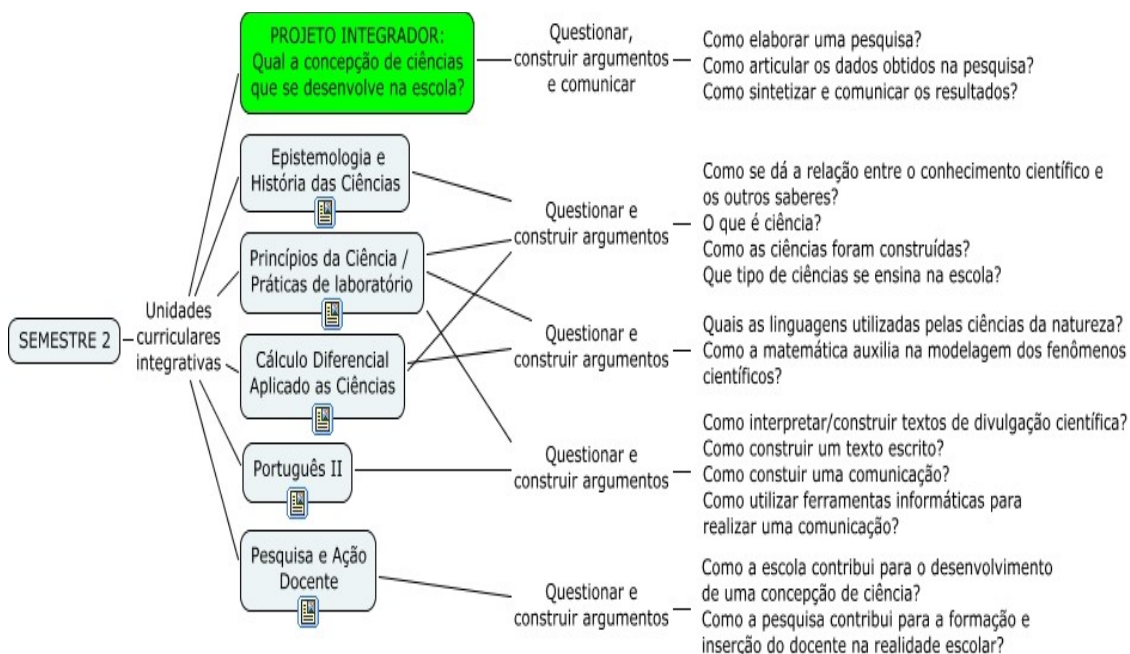 SEMESTRE 2
Unidades
curriculares
integrativas
PROJETO INTEGRADOR:
Qual a concepção de ciências
que se desenvolve na escola?
Questionar,
construir argumentos
e comunicar
Como elaborar uma pesquisa?
Como articular os dados obtidos na pesquisa?
Como sintetizar e comunicar os resultados?
Epistemologia e
História das Ciências
Princípios da Ciência /
Práticas de laboratório
Cálculo Diferencial
Aplicado as Ciências
Português II
Pesquisa e Ação
Docente
Questionar e
construir argumentos
Como se dá a relação entre o conhecimento científico e
os outros saberes?
O que é ciência?
Como as ciências foram construídas?
Que tipo de ciências se ensina na escola?
Questionar e
construir argumentos
Quais as linguagens utilizadas pelas ciências da natureza?
Como a matemática auxilia na modelagem dos fenômenos
científicos?
Questionar e
construir argumentos
Como interpretar/construir textos de divulgação científica?
Como construir um texto escrito?
Como constuir uma comunicação?
Como utilizar ferramentas informáticas para
realizar uma comunicação?
Questionar e
construir argumentos
Como a escola contribui para o desenvolvimento
de uma concepção de ciência?
Como a pesquisa contribui para a formação e
inserção do docente na realidade escolar?